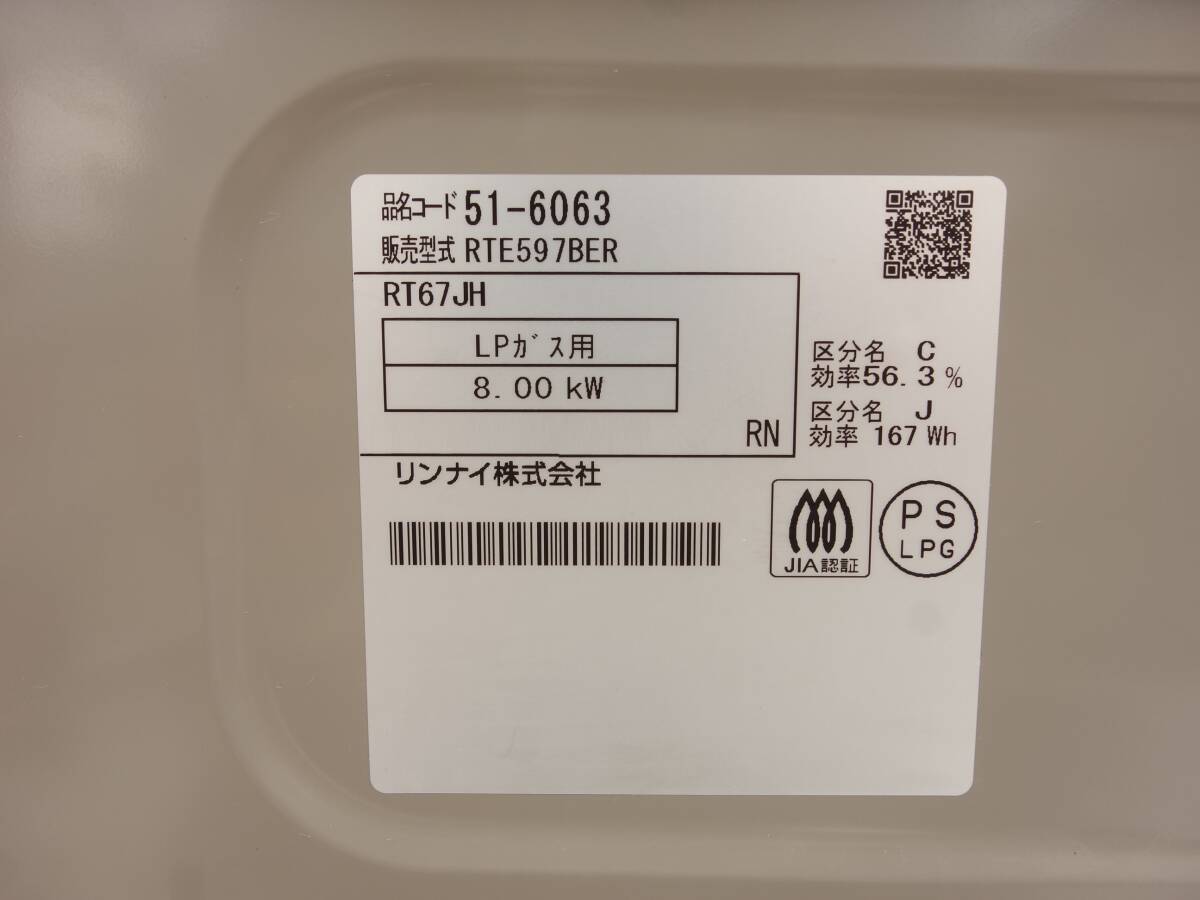 品名コード 51-6063
販売型式 RTE597BER
RT67JH
LPガス用
8.00 kW
RN
区分名 C
効率56.3 %
区分名 J
効率 167 Wh
リンナイ株式会社
JIA認証
PS
LPG